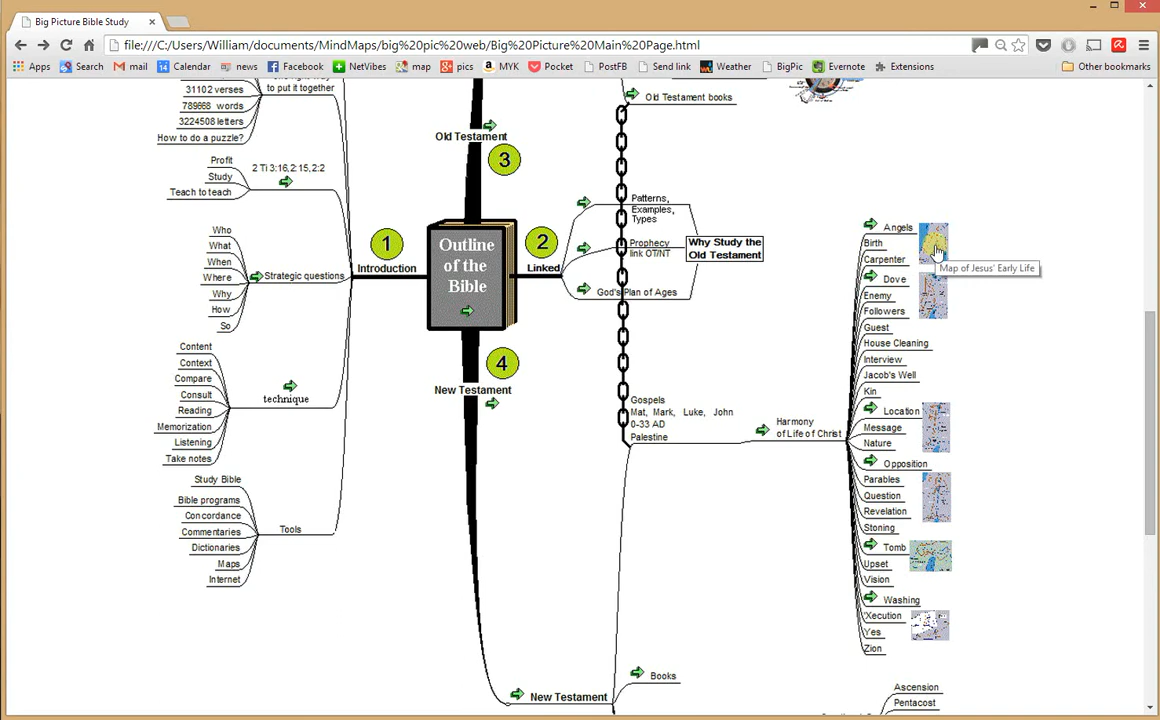 Big Picture Bible Study
file:///C:/Users/William/documents/MindMaps/big%20pic%20web/Big%20Picture%20Main%20Page.html
Apps
Search
mail
Calendar
news
Facebook
NetVibes
map
pics
MYK
Pocket
PostFB
Send link
Weather
BigPic
Evernote
Extensions
Other bookmarks
to put it together
31102 verses
789668 words
3224508 letters
How to do a puzzle?
2 Ti 3:16,2:15,2:2
Profit
Study
Teach to teach
Who
What
When
Where
Why
How
So
Strategic questions
Content
Context
Compare
Consult
Reading
Memorization
Listening
Take notes
technique
Study Bible
Bible programs
Concordance
Commentaries
Dictionaries
Maps
Internet
Tools
1
Introduction
Old Testament
3
Outline
of the
Bible
2
Linked
4
New Testament
Old Testament books
Patterns,
Examples,
Types
Prophecy
link OT/NT
God's Plan of Ages
Why Study the
Old Testament
Gospels
Mat, Mark, Luke, John
0-33 AD
Palestine
Harmony
of Life of Christ
Angels
Birth
Carpenter
Dove
Enemy
Followers
Guest
House Cleaning
Interview
Jacob's Well
Kin
Location
Message
Nature
Opposition
Parables
Question
Revelation
Stoning
Tomb
Upset
Vision
Washing
'Xecution
Yes
Zion
Map of Jesus' Early Life
New Testament
Books
Ascension
Pentacost